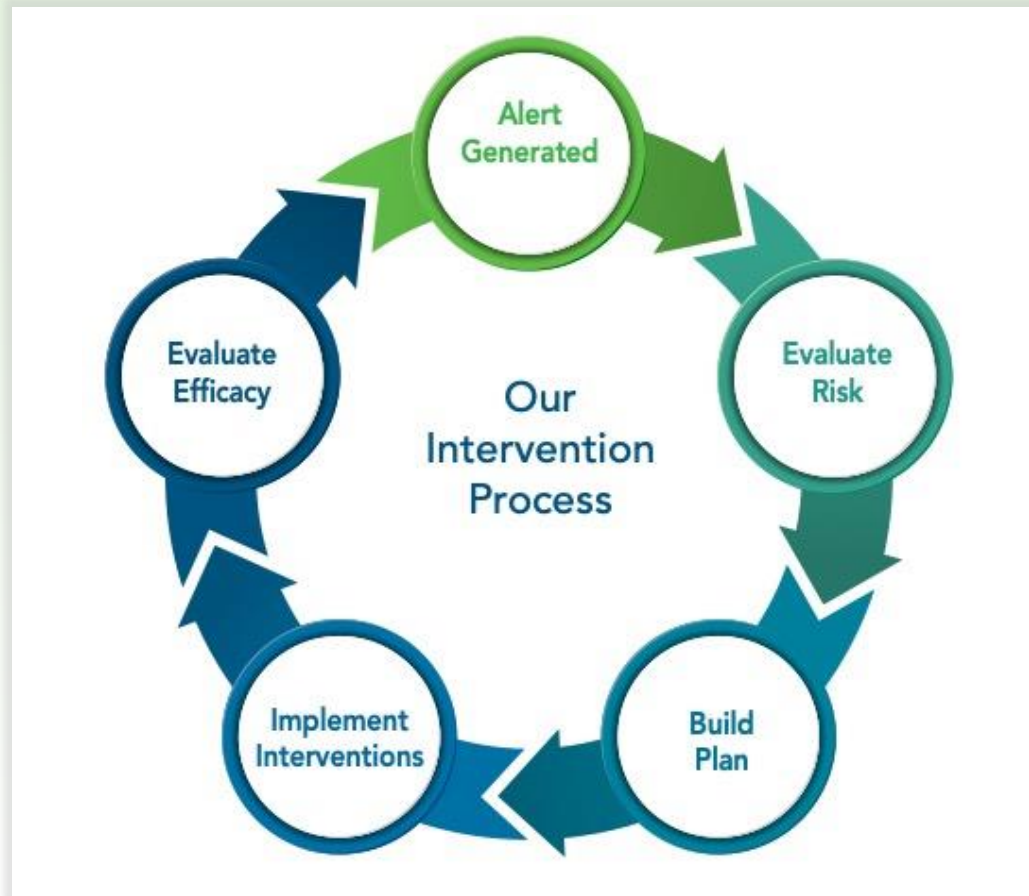 Alert
Generated
Evaluate
Risk
Build
Plan
Implement
Interventions
Evaluate
Efficacy
Our
Intervention
Process